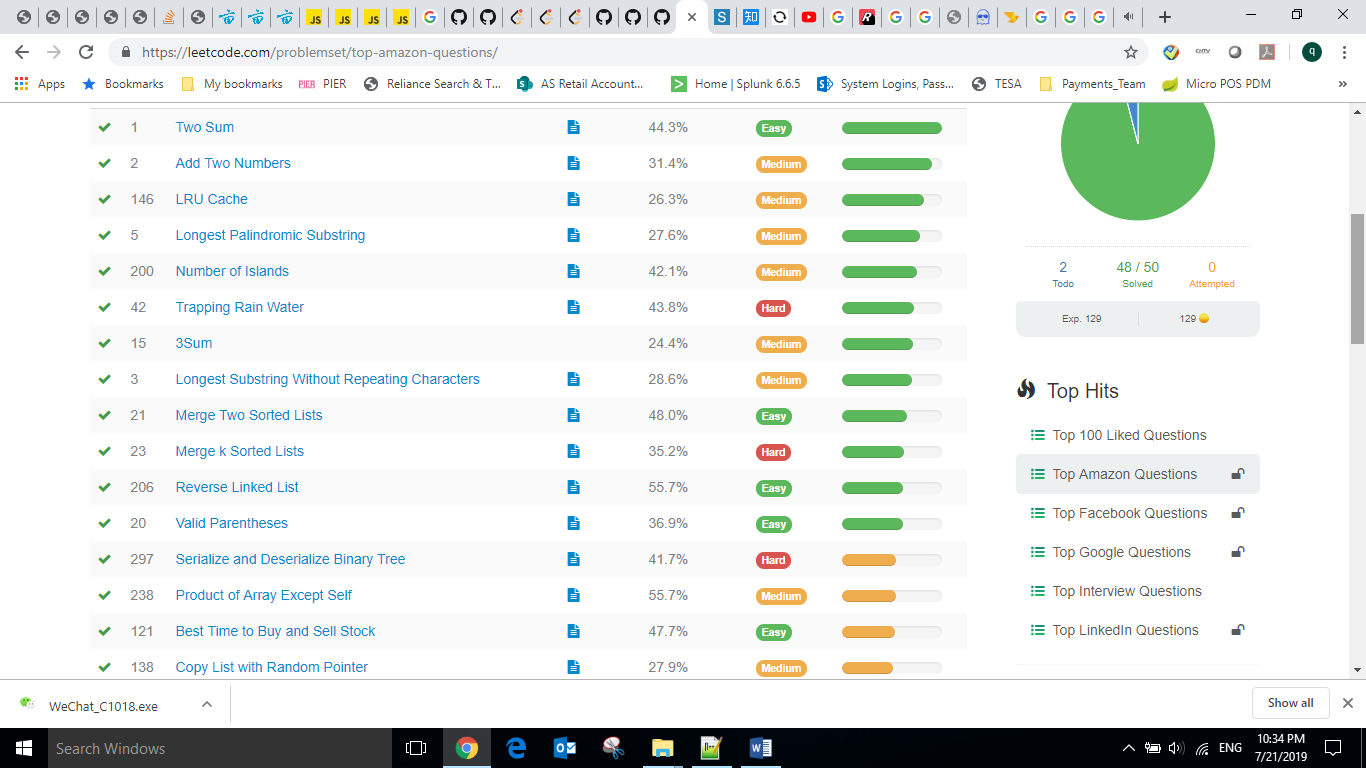 https://leetcode.com/problemset/top-amazon-questions/
Apps Bookmarks My bookmarks PIER PIER Reliance Search & T... AS Retail Account... Home | Splunk 6.6.5 System Logins, Pass... TESA Payments_Team Micro POS PDM »
1 Two Sum 44.3% Easy
2 Add Two Numbers 31.4% Medium
146 LRU Cache 26.3% Medium
5 Longest Palindromic Substring 27.6% Medium
200 Number of Islands 42.1% Medium
42 Trapping Rain Water 43.8% Hard
15 3Sum 24.4% Medium
3 Longest Substring Without Repeating Characters 28.6% Medium
21 Merge Two Sorted Lists 48.0% Easy
23 Merge k Sorted Lists 35.2% Hard
206 Reverse Linked List 55.7% Easy
20 Valid Parentheses 36.9% Easy
297 Serialize and Deserialize Binary Tree 41.7% Hard
238 Product of Array Except Self 55.7% Medium
121 Best Time to Buy and Sell Stock 47.7% Easy
138 Copy List with Random Pointer 27.9% Medium
2 48 / 50 0
Todo Solved Attempted
Exp. 129 129
Top Hits
Top 100 Liked Questions
Top Amazon Questions
Top Facebook Questions
Top Google Questions
Top Interview Questions
Top LinkedIn Questions
WeChat_C1018.exe Show all
Search Windows
ENG 10:34 PM
7/21/2019